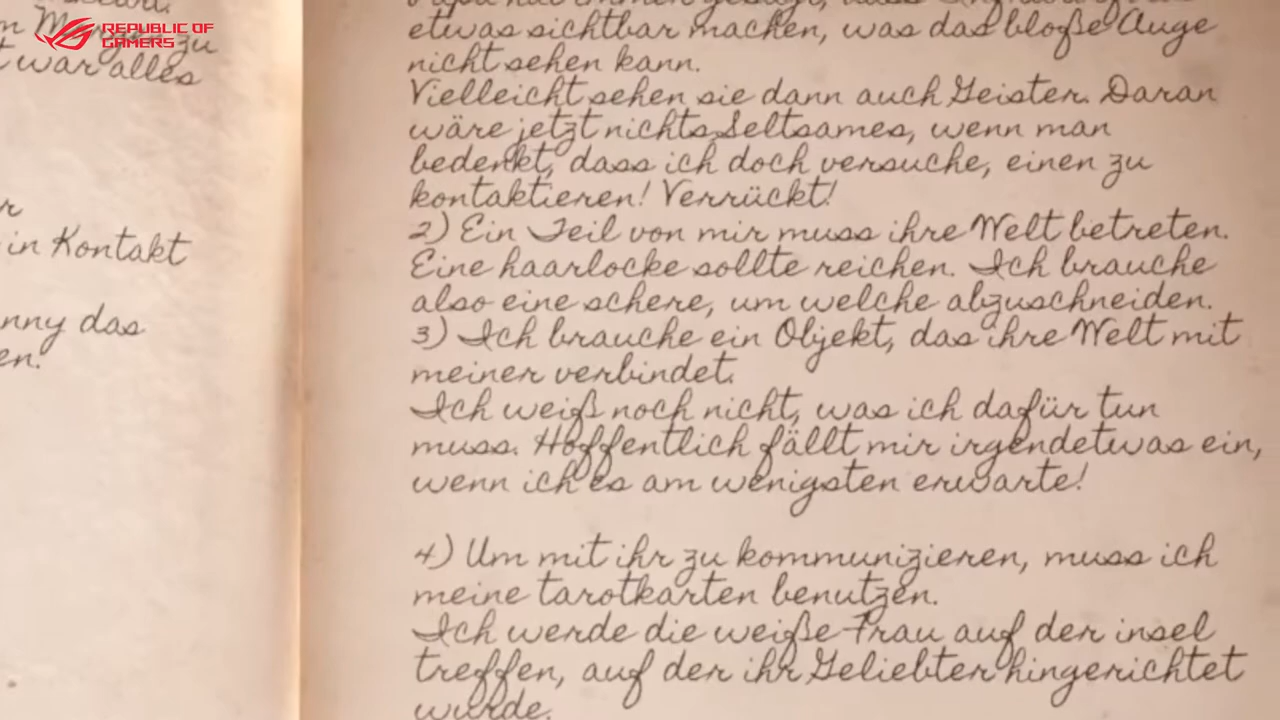 REPUBLIC OF
GAMERS
zu
war alles
in Kontakt
nny das
en.
etwas sichtbar machen, was das bloße Auge
nicht sehen kann.
Vielleicht sehen sie dann auch Geister. Daran
wäre jetzt nichts Seltsames, wenn man
bedenkt, dass ich doch versuche, einen zu
kontaktieren! Verrückt!
2) Ein Teil von mir muss ihre Welt betreten.
Eine haarlocke sollte reichen. Ich brauche
also eine schere, um welche abzuschneiden.
3) Ich brauche ein Objekt, das ihre Welt mit
meiner verbindet.
Ich weiß noch nicht, was ich dafür tun
muss. Hoffentlich fällt mir irgendetwas ein,
wenn ich es am wenigsten erwarte!
4) Um mit ihr zu kommunizieren, muss ich
meine tarotkarten benutzen.
Ich werde die weiße Frau auf der insel
treffen, auf der ihr Geliebter hingerichtet
wurde.